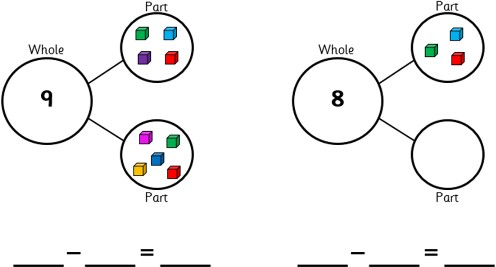 Part
Whole
9
Part
___ – ___ = ___
Part
Whole
8
Part
___ – ___ = ___